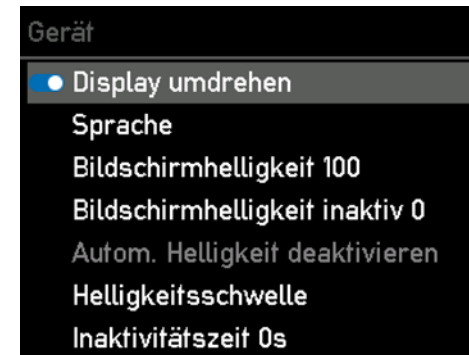 Gerät
Display umdrehen
Sprache
Bildschirmhelligkeit 100
Bildschirmhelligkeit inaktiv 0
Autom. Helligkeit deaktivieren
Helligkeitsschwelle
Inaktivitätszeit 0s